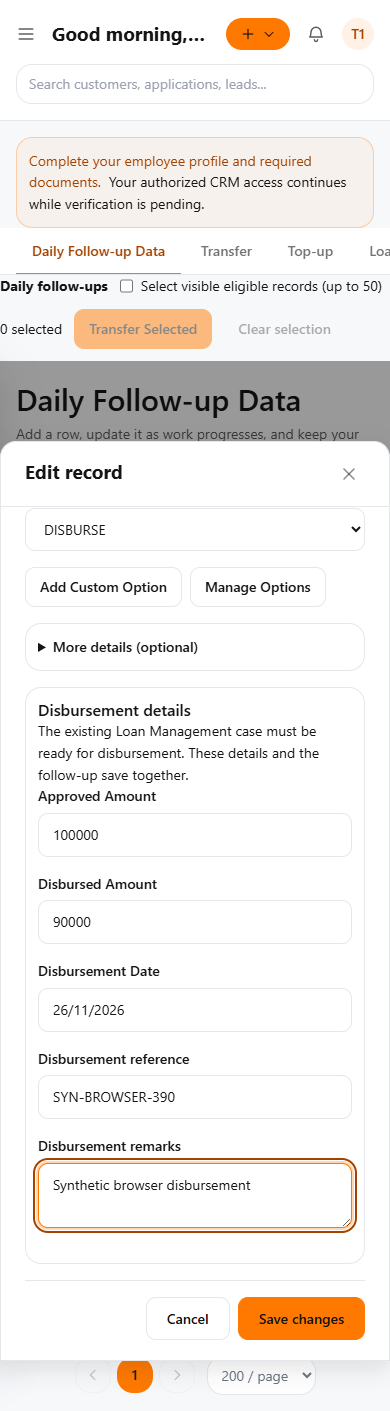 Good morning,...
T1
Search customers, applications, leads...
Complete your employee profile and required
documents. Your authorized CRM access continues
while verification is pending.
Daily Follow-up Data Transfer Top-up Loa
Daily follow-ups Select visible eligible records (up to 50)
0 selected Transfer Selected Clear selection
Daily Follow-up Data
Add a row, update it as work progresses, and keep your
Edit record
DISBURSE
Add Custom Option Manage Options
More details (optional)
Disbursement details
The existing Loan Management case must be
ready for disbursement. These details and the
follow-up save together.
Approved Amount
100000
Disbursed Amount
90000
Disbursement Date
26/11/2026
Disbursement reference
SYN-BROWSER-390
Disbursement remarks
Synthetic browser disbursement
Cancel Save changes
1 200 / page